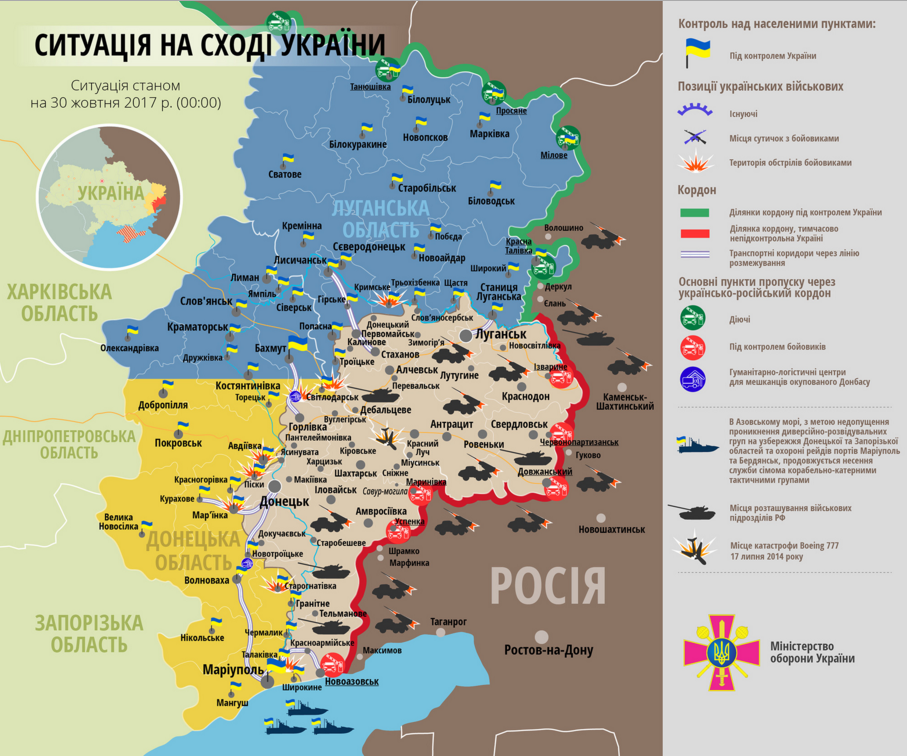 СИТУАЦІЯ НА СХОДІ УКРАЇНИ
Ситуація станом
на 30 жовтня 2017 р. (00:00)
УКРАЇНА
ХАРКІВСЬКА
ОБЛАСТЬ
ДНІПРОПЕТРОВСЬКА
ОБЛАСТЬ
ЗАПОРІЗЬКА
ОБЛАСТЬ
ЛУГАНСЬКА
ОБЛАСТЬ
ДОНЕЦЬКА
ОБЛАСТЬ
РОСІЯ
Танюшівка
Білолуцьк
Просяне
Марківка
Новопсков
Білокуракине
Мілове
Сватове
Старобільськ
Біловодськ
Кремінна
Сєвєродонецьк
Побєда
Новоайдар
Красна
Талівка
Волошино
Лисичанськ
Широкий
Лиман
Ямпіль
Кримське
Трьохізбенка
Щастя
Станиця
Луганська
Деркул
Єлань
Слов'янськ
Сіверськ
Гірське
Слов'яносербськ
Краматорськ
Попасна
Донецький
Первомайськ
Калинове
Зимогір'я
Луганськ
Новосвітлівка
Олександрівка
Дружківка
Бахмут
Стаханов
Троїцьке
Алчевськ
Лутугине
Ізварине
Костянтинівка
Перевальськ
Краснодон
Каменськ-
Шахтинський
Торецьк
Світлодарськ
Дебальцеве
Добропілля
Вуглегірськ
Горлівка
Антрацит
Свердловськ
Покровськ
Пантелеймонівка
Красний
Луч
Ровеньки
Червонопартизанськ
Авдіївка
Ясинувата
Кіровське
Міусинськ
Гуково
Харцизьк
Шахтарськ
Сніжне
Довжанський
Красногорівка
Піски
Макіївка
Маринівка
Курахове
Іловайськ
Савур-могила
Донецьк
Мар'їнка
Амвросіївка
Успенка
Велика
Новосілка
Новошахтинськ
Докучаєвськ
Старобешеве
Новотроїцьке
Шрамко
Марфинка
Волноваха
Старогнатівка
Гранітне
Тельманове
Нікольське
Чермалик
Таганрог
Красноармійське
Талаківка
Максимов
Ростов-на-Дону
Маріуполь
Широкине
Новоазовськ
Мангуш
Контроль над населеними пунктами:
Під контролем України
Позиції українських військових
Існуючі
Місця сутичок з бойовиками
Територія обстрілів бойовиками
Кордон
Ділянки кордону під контролем України
Ділянка кордону, тимчасово
непідконтрольна Україні
Транспортні коридори через лінію
розмежування
Основні пункти пропуску через
українсько-російський кордон
Діючі
Під контролем бойовиків
Гуманітарно-логістичні центри
для мешканців окупованого Донбасу
В Азовському морі, з метою недопущення
проникнення диверсійно-розвідувальних
груп на узбережжя Донецької та Запорізької
областей та охорони рейдів портів Маріуполь
та Бердянськ, продовжується несення
служби сімома корабельно-катерними
тактичними групами
Місця розташування військових
підрозділів РФ
Місце катастрофи Boeing 777
17 липня 2014 року
Міністерство
оборони України